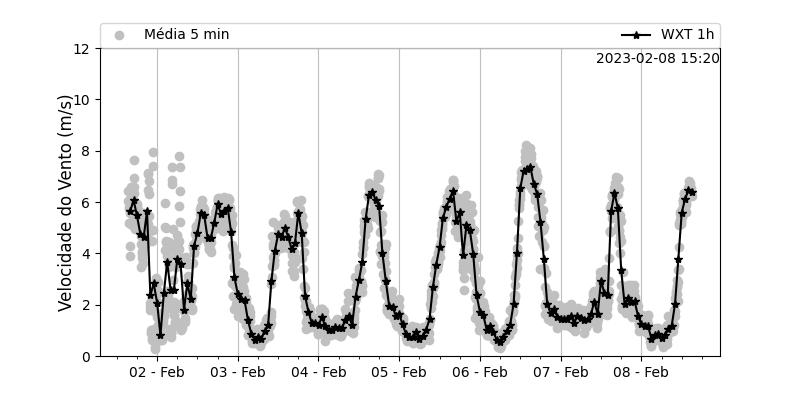 Média 5 min
WXT 1h
2023-02-08 15:20
Velocidade do Vento (m/s)
12
10
8
6
4
2
0
02 - Feb
03 - Feb
04 - Feb
05 - Feb
06 - Feb
07 - Feb
08 - Feb